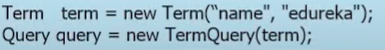 Term term = new Term(“name", "edureka");
Query query = new TermQuery(term);